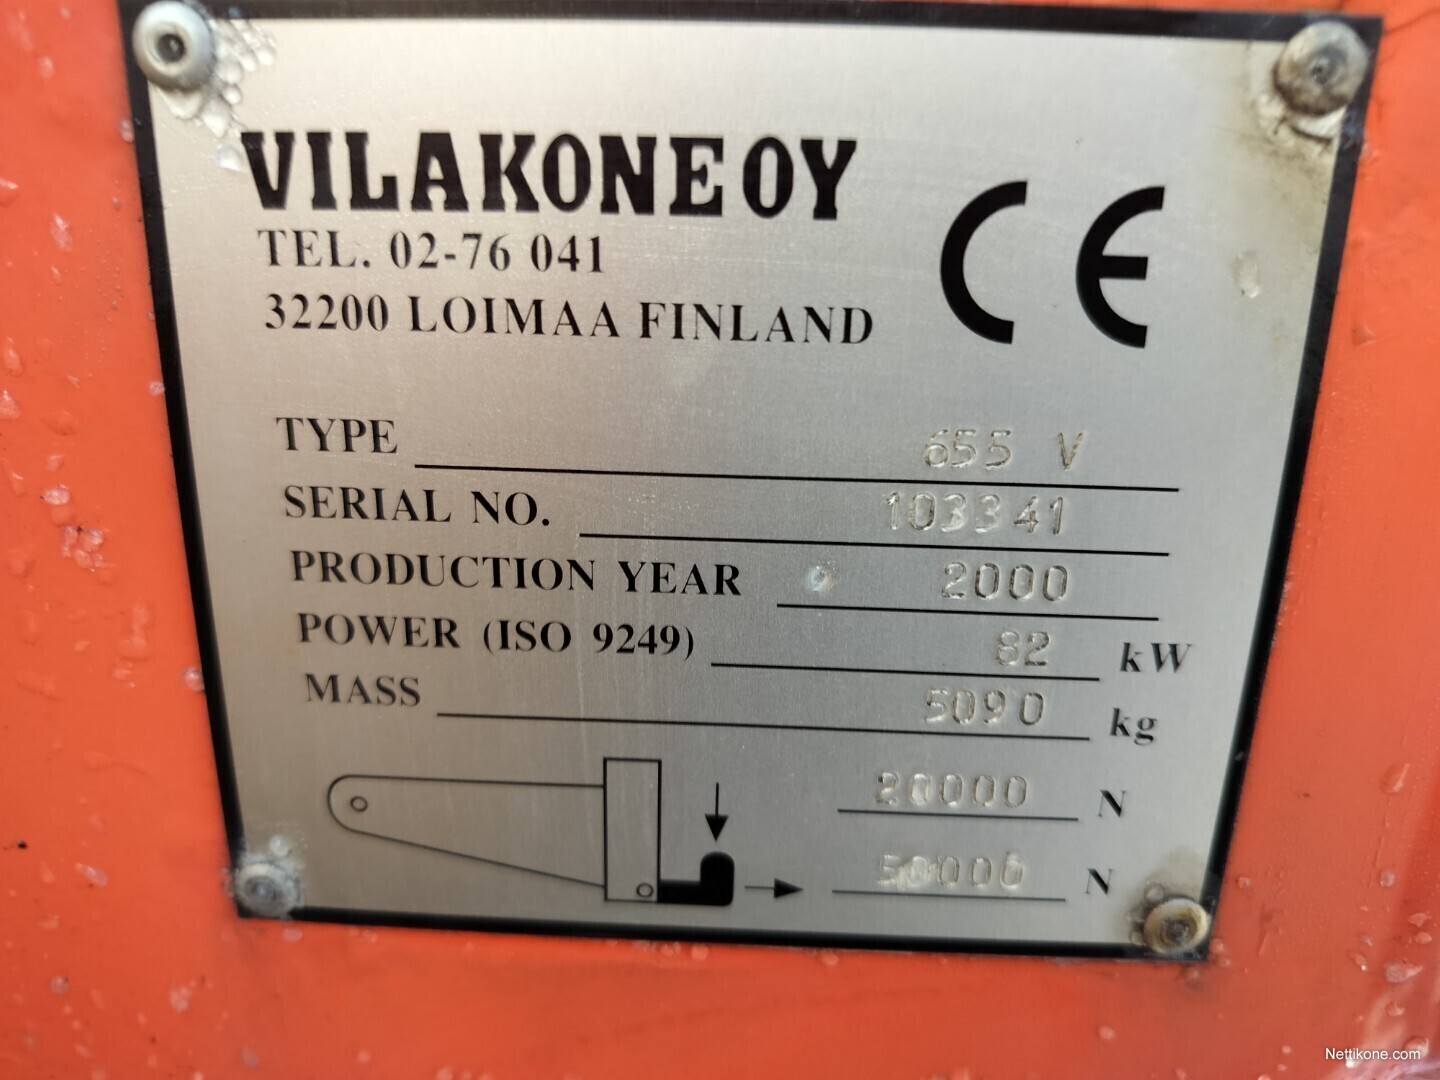 VILAKONE OY
TEL. 02-76 041
32200 LOIMAA FINLAND
CE
TYPE 655 V
SERIAL NO. 103341
PRODUCTION YEAR 2000
POWER (ISO 9249) 82 kW
MASS 5090 kg
20000 N
50000 N
Nettikone.com